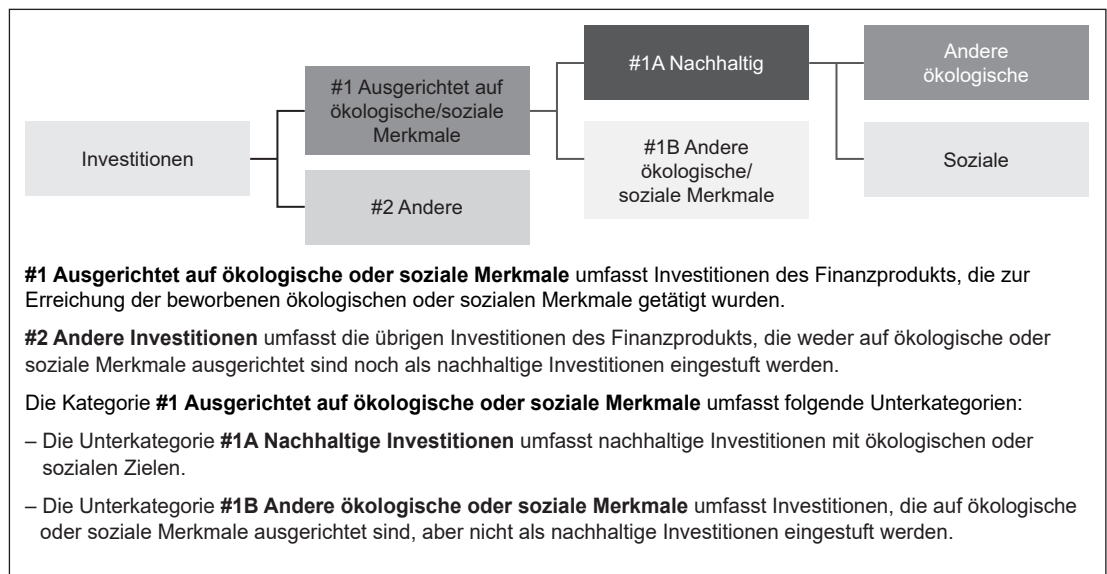 Investitionen
#1 Ausgerichtet auf
ökologische/soziale
Merkmale
#2 Andere
#1A Nachhaltig
#1B Andere
ökologische/
soziale Merkmale
Andere
ökologische
Soziale
#1 Ausgerichtet auf ökologische oder soziale Merkmale umfasst Investitionen des Finanzprodukts, die zur
Erreichung der beworbenen ökologischen oder sozialen Merkmale getätigt wurden.
#2 Andere Investitionen umfasst die übrigen Investitionen des Finanzprodukts, die weder auf ökologische oder
soziale Merkmale ausgerichtet sind noch als nachhaltige Investitionen eingestuft werden.
Die Kategorie #1 Ausgerichtet auf ökologische oder soziale Merkmale umfasst folgende Unterkategorien:
– Die Unterkategorie #1A Nachhaltige Investitionen umfasst nachhaltige Investitionen mit ökologischen oder
sozialen Zielen.
– Die Unterkategorie #1B Andere ökologische oder soziale Merkmale umfasst Investitionen, die auf ökologische
oder soziale Merkmale ausgerichtet sind, aber nicht als nachhaltige Investitionen eingestuft werden.